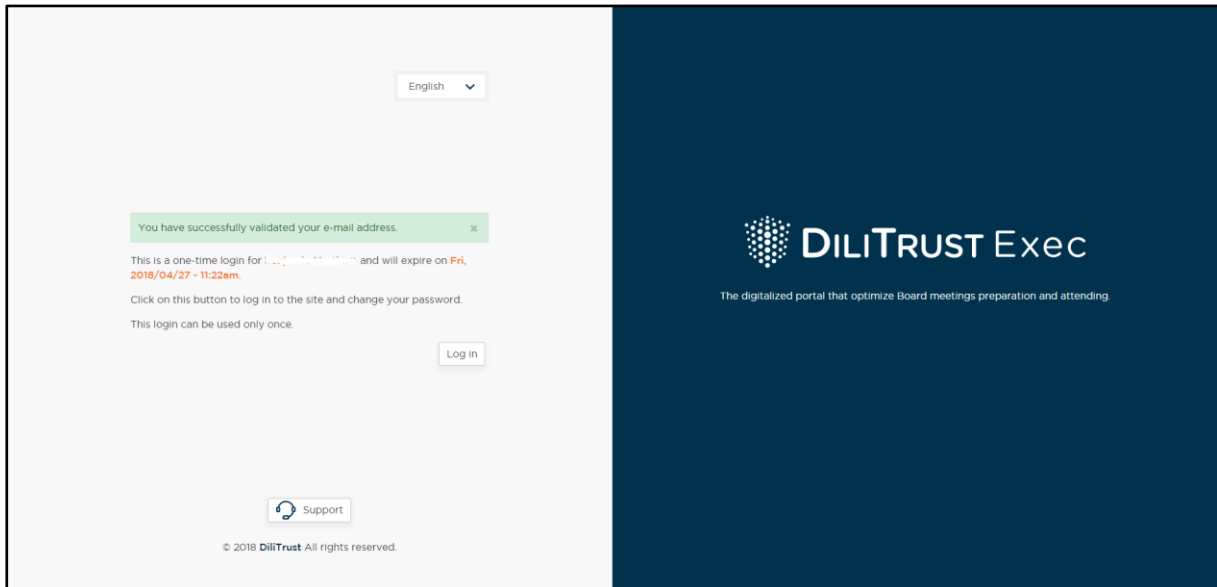 English
You have successfully validated your e-mail address. ×
This is a one-time login for and will expire on Fri,
2018/04/27 - 11:22am.
Click on this button to log in to the site and change your password.
This login can be used only once.
Log in
Support
© 2018 DiliTrust All rights reserved.
DILITRUST Exec
The digitalized portal that optimize Board meetings preparation and attending.